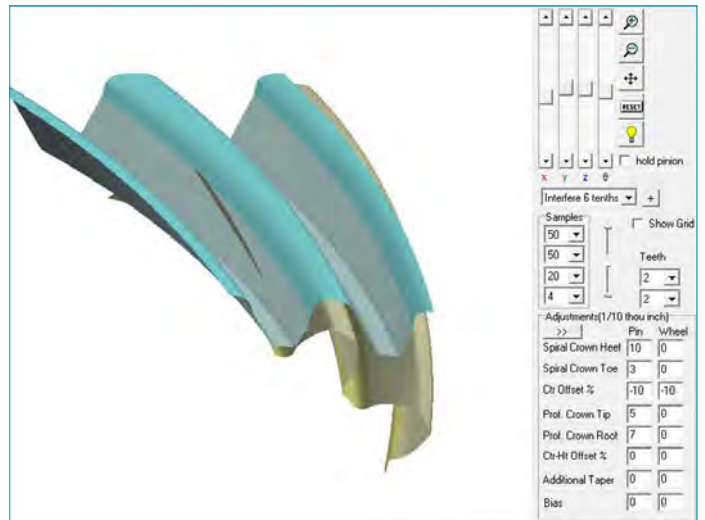 RESET
hold pinion
x y z θ
Interfere 6 tenths +
Samples
Show Grid
50
50
Teeth
20 2
4 2
Adjustments(1/10 thou inch)
>> Pin Wheel
Spiral Crown Heel 10 0
Spiral Crown Toe 3 0
Ctr Offset % -10 -10
Prof. Crown Tip 5 0
Prof. Crown Root 7 0
Ctr-Ht Offset % 0 0
Additional Taper 0 0
Bias 0 0